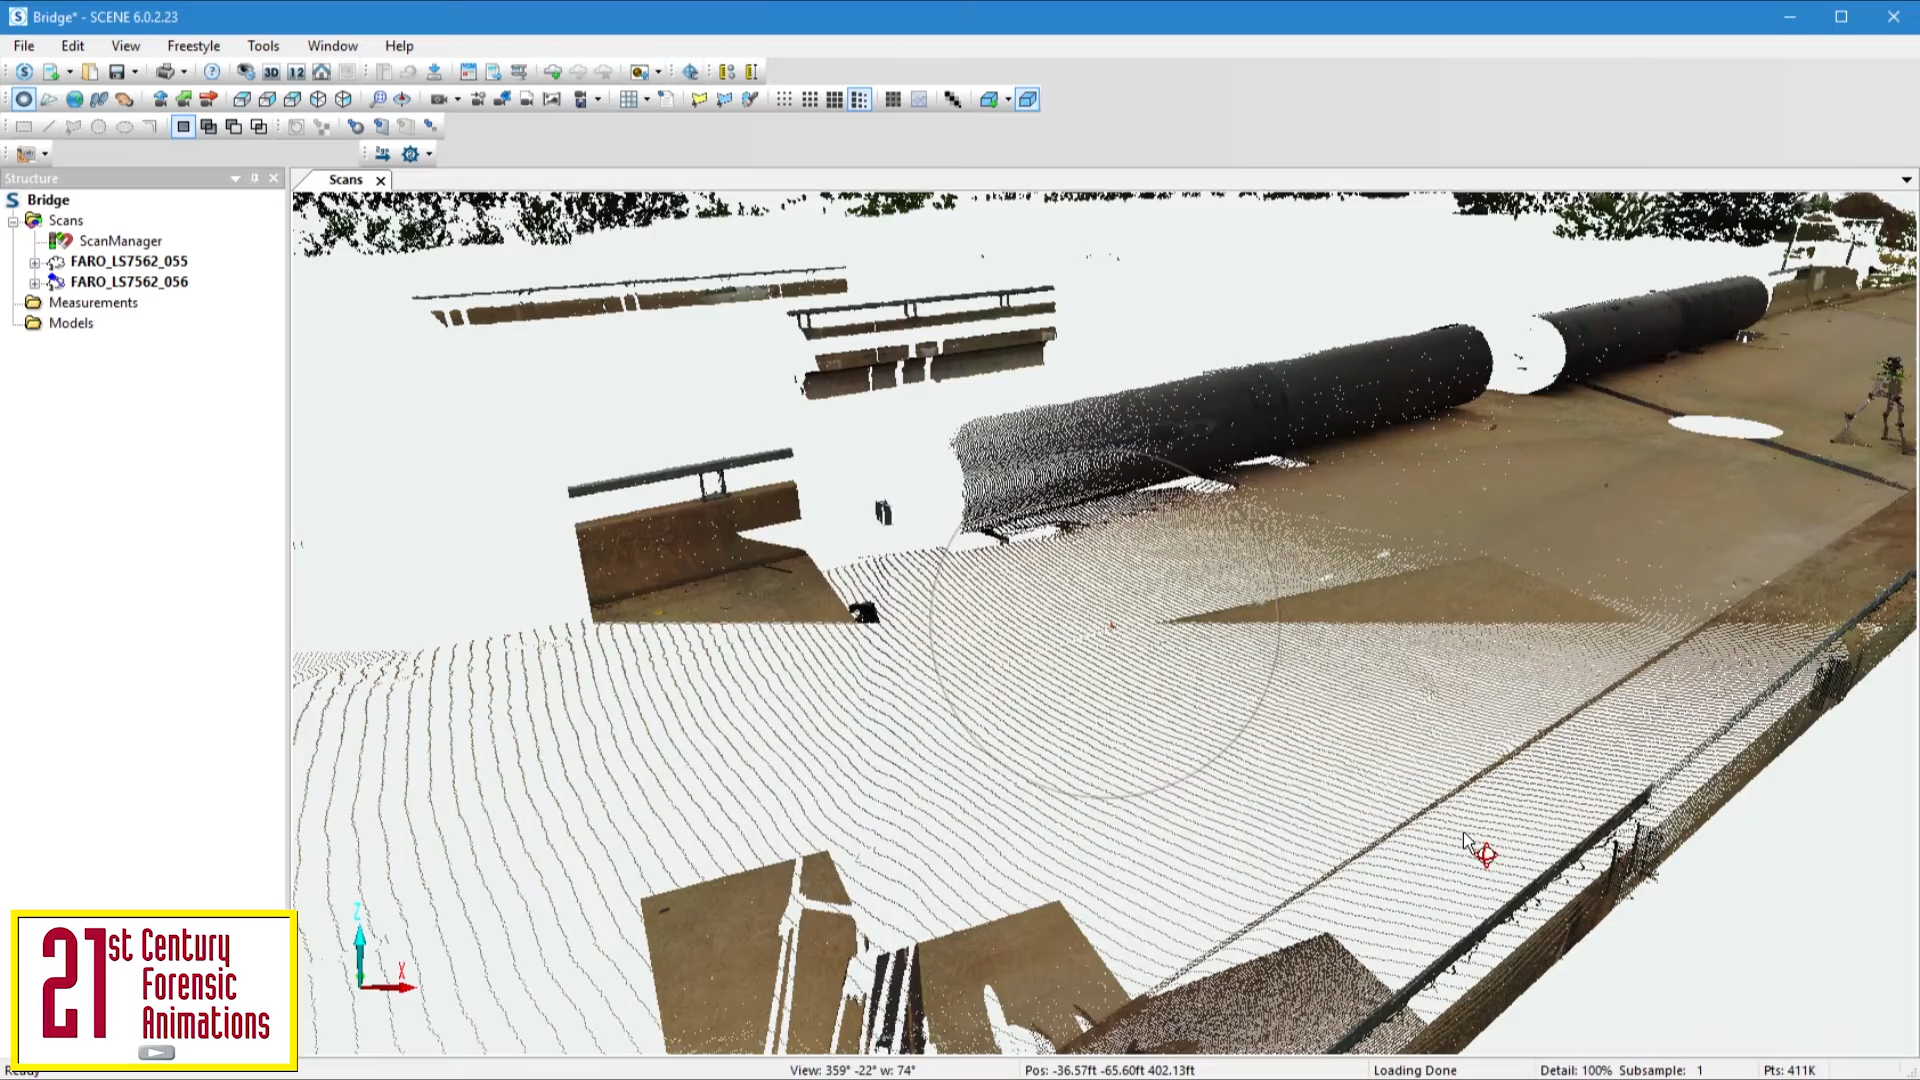 Bridge* - SCENE 6.0.2.23
File Edit View Freestyle Tools Window Help
3D 12
Structure
Scans
Bridge
Scans
ScanManager
FARO_LS7562_055
FARO_LS7562_056
Measurements
Models
Z
X
21st Century
Forensic
Animations
View: 359° -22° w: 74° Pos: -36.57ft -65.60ft 402.13ft Loading Done Detail: 100% Subsample: 1 Pts: 411K